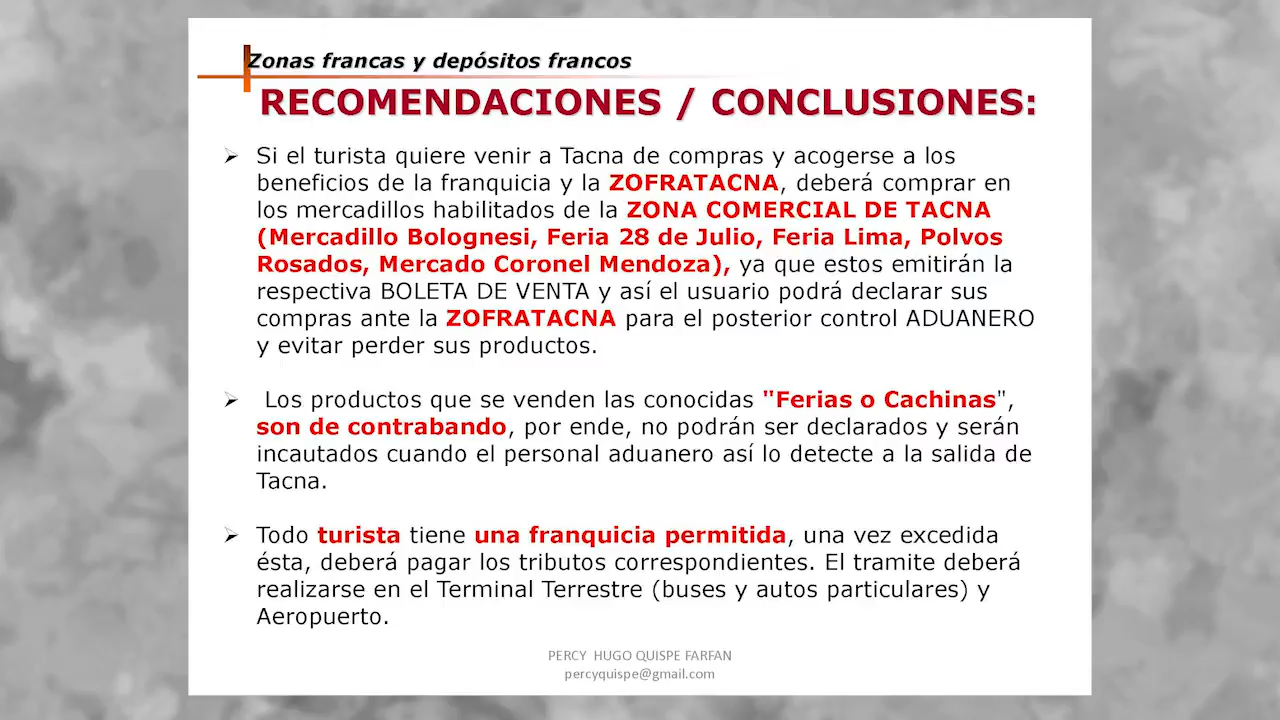 Zonas francas y depósitos francos
RECOMENDACIONES / CONCLUSIONES:
➢ Si el turista quiere venir a Tacna de compras y acogerse a los
beneficios de la franquicia y la ZOFRATACNA, deberá comprar en
los mercadillos habilitados de la ZONA COMERCIAL DE TACNA
(Mercadillo Bolognesi, Feria 28 de Julio, Feria Lima, Polvos
Rosados, Mercado Coronel Mendoza), ya que estos emitirán la
respectiva BOLETA DE VENTA y así el usuario podrá declarar sus
compras ante la ZOFRATACNA para el posterior control ADUANERO
y evitar perder sus productos.
➢ Los productos que se venden las conocidas "Ferias o Cachinas",
son de contrabando, por ende, no podrán ser declarados y serán
incautados cuando el personal aduanero así lo detecte a la salida de
Tacna.
➢ Todo turista tiene una franquicia permitida, una vez excedida
ésta, deberá pagar los tributos correspondientes. El tramite deberá
realizarse en el Terminal Terrestre (buses y autos particulares) y
Aeropuerto.
PERCY HUGO QUISPE FARFAN
percyquispe@gmail.com